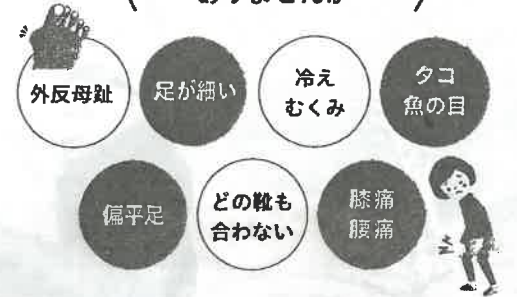 外反母趾
足が細い
冷え
むくみ
タコ
魚の目
偏平足
どの靴も
合わない
膝痛
腰痛